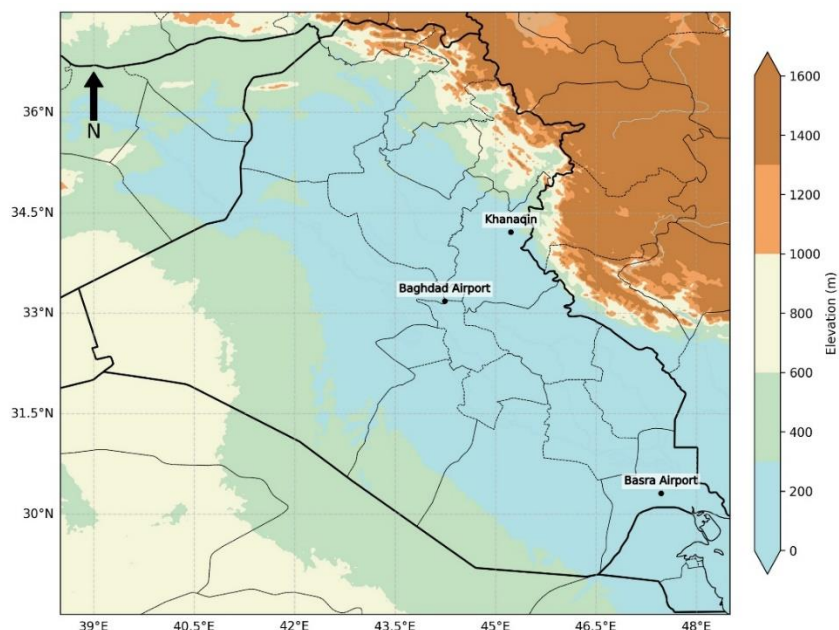 36°N
34.5°N
33°N
31.5°N
30°N
N
Khanaqin
Baghdad Airport
Basra Airport
39°E
40.5°E
42°E
43.5°E
45°E
46.5°E
48°E
1600
1400
1200
1000
800
600
400
200
0
Elevation (m)